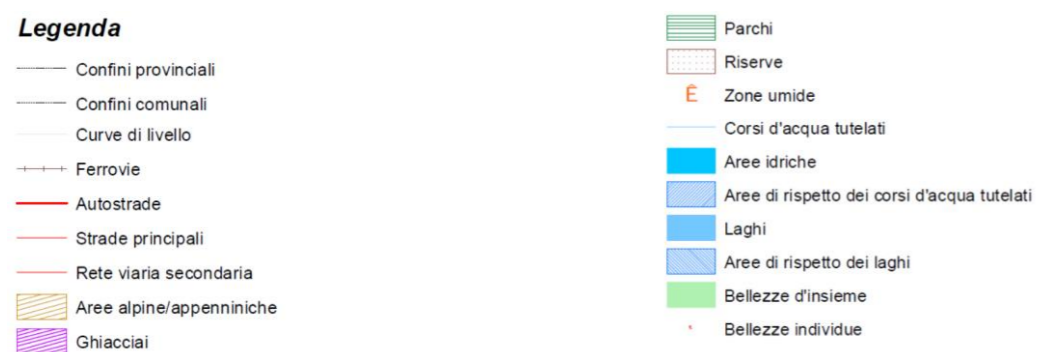 Legenda
Confini provinciali
Confini comunali
Curve di livello
Ferrovie
Autostrade
Strade principali
Rete viaria secondaria
Aree alpine/appenniniche
Ghiacciai
Parchi
Riserve
Ê Zone umide
Corsi d'acqua tutelati
Aree idriche
Aree di rispetto dei corsi d'acqua tutelati
Laghi
Aree di rispetto dei laghi
Bellezze d'insieme
Bellezze individue